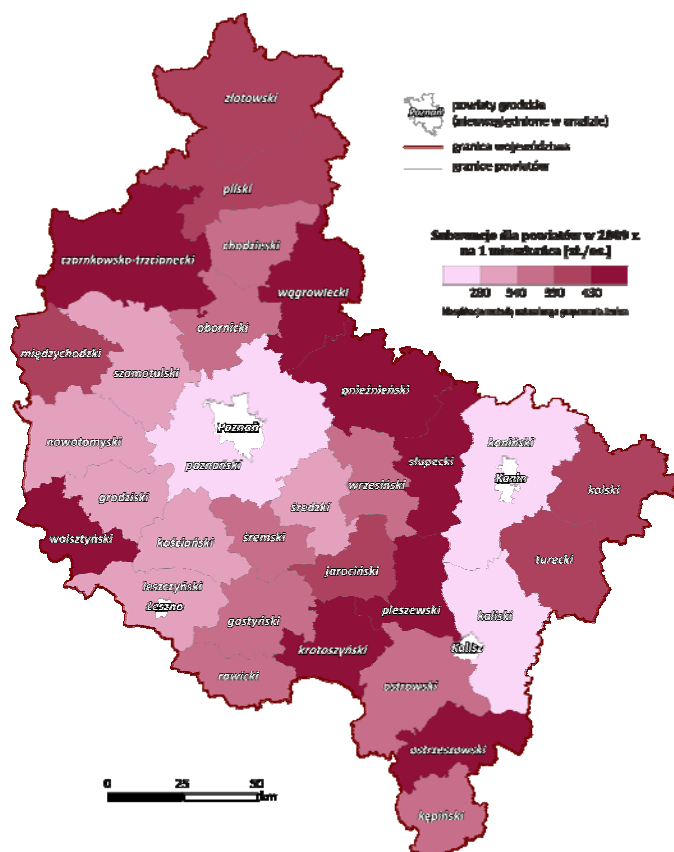 złotowski
Poznań
powiaty grodzkie
(nieuwzględnione w analizie)
granica województwa
granice powiatów
pilski
chodzieski
Subwencje dla powiatów w 2009 r.
na 1 mieszkańca [zł./os.]
czarnkowsko-trzcianecki
wągrowiecki
280 340 390 430
obornicki
międzychodzki
szamotulski
gnieźnieński
Poznań
nowotomyski
poznański
koniński
słupecki
Konin
kolski
wrzesiński
grodziski
średzki
wolsztyński
kościański
śremski
turecki
jarociński
leszczyński
Leszno
pleszewski
kaliski
gostyński
krotoszyński
Kalisz
rawicki
ostrowski
ostrzeszowski
0 25 50
km
kępiński